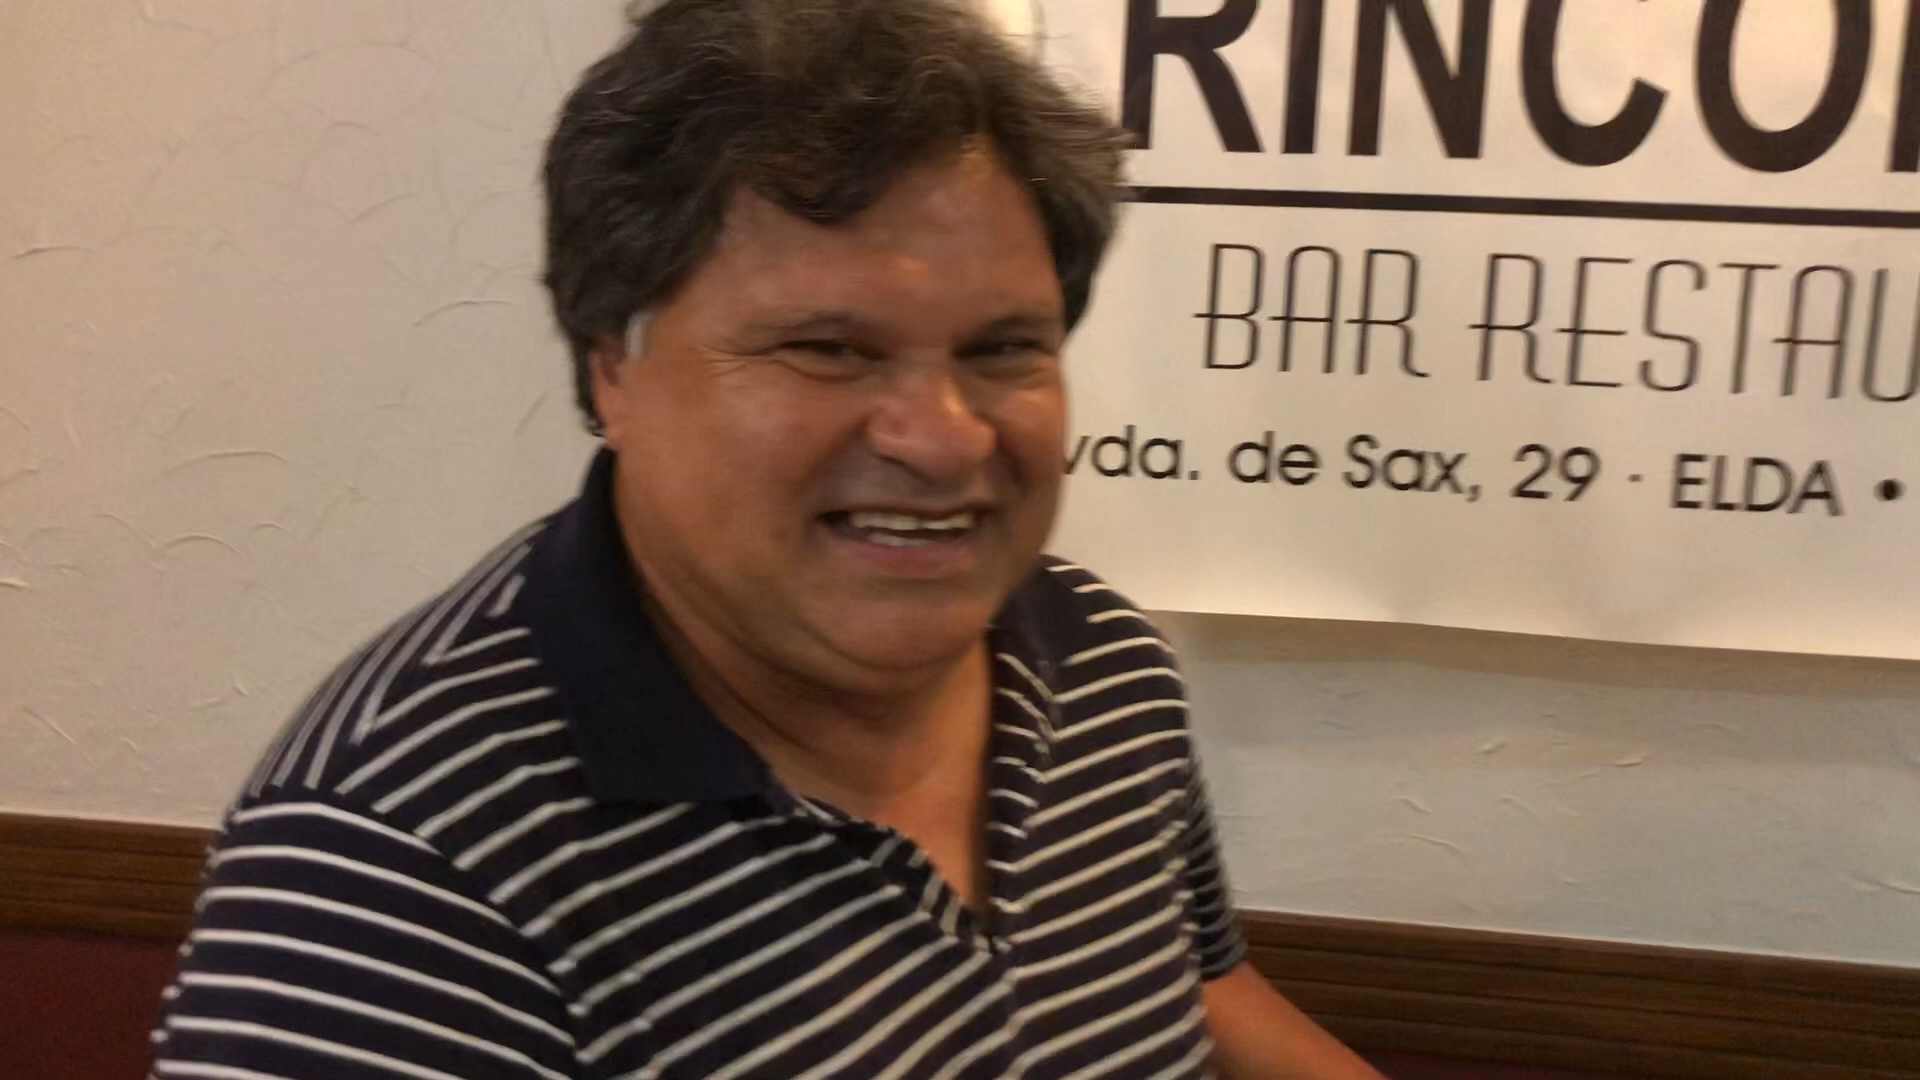 RINCO
BAR RESTAU
vda. de Sax, 29 · ELDA •